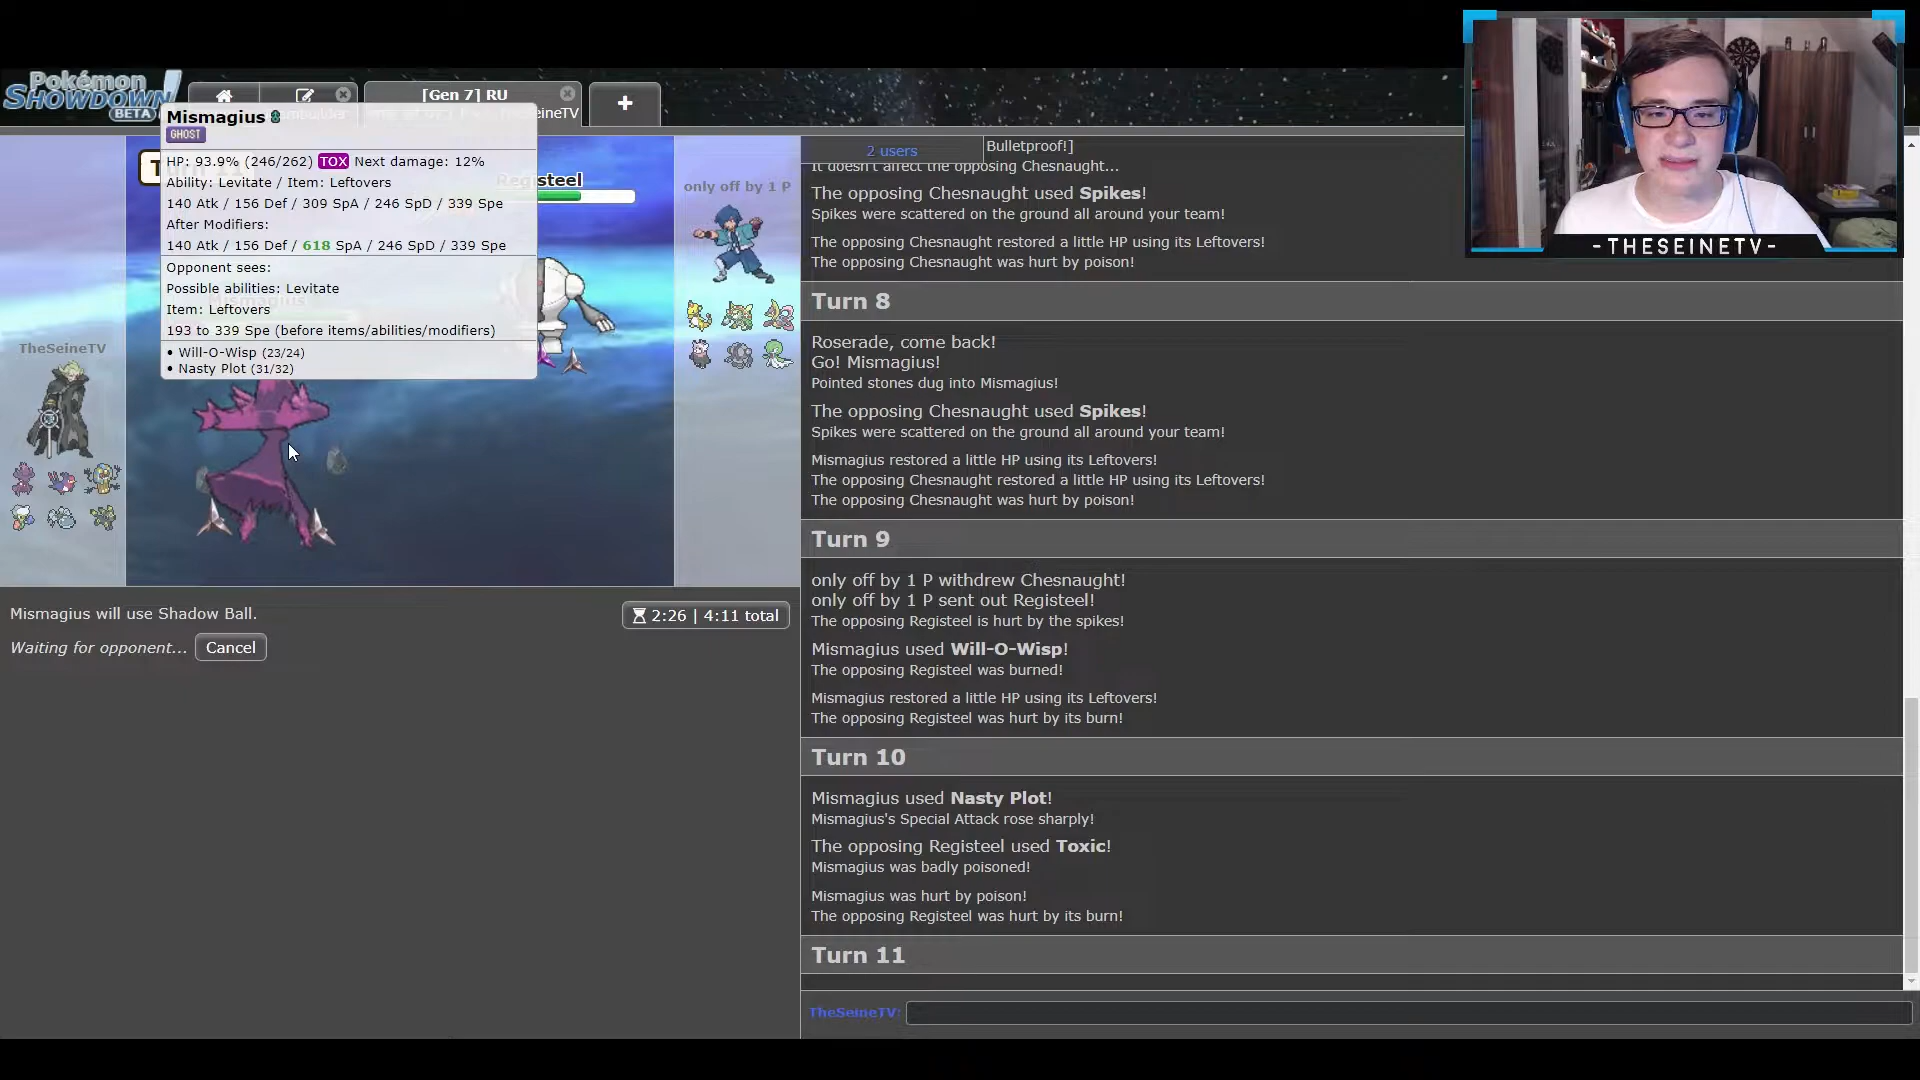 Pokémon
SHOWDOWN!
BETA
[Gen 7] RU
TheSeineTV
Mismagius
GHOST
HP: 93.9% (246/262) TOX Next damage: 12%
Ability: Levitate / Item: Leftovers
140 Atk / 156 Def / 309 SpA / 246 SpD / 339 Spe
After Modifiers:
140 Atk / 156 Def / 618 SpA / 246 SpD / 339 Spe
Opponent sees:
Possible abilities: Levitate
Item: Leftovers
193 to 339 Spe (before items/abilities/modifiers)
• Will-O-Wisp (23/24)
• Nasty Plot (31/32)
Registeel
only off by 1 P
TheSeineTV
Mismagius will use Shadow Ball.
2:26 | 4:11 total
Waiting for opponent...
Cancel
2 users
Bulletproof!]
It doesn't affect the opposing Chesnaught...
The opposing Chesnaught used Spikes!
Spikes were scattered on the ground all around your team!
The opposing Chesnaught restored a little HP using its Leftovers!
The opposing Chesnaught was hurt by poison!
Turn 8
Roserade, come back!
Go! Mismagius!
Pointed stones dug into Mismagius!
The opposing Chesnaught used Spikes!
Spikes were scattered on the ground all around your team!
Mismagius restored a little HP using its Leftovers!
The opposing Chesnaught restored a little HP using its Leftovers!
The opposing Chesnaught was hurt by poison!
Turn 9
only off by 1 P withdrew Chesnaught!
only off by 1 P sent out Registeel!
The opposing Registeel is hurt by the spikes!
Mismagius used Will-O-Wisp!
The opposing Registeel was burned!
Mismagius restored a little HP using its Leftovers!
The opposing Registeel was hurt by its burn!
Turn 10
Mismagius used Nasty Plot!
Mismagius's Special Attack rose sharply!
The opposing Registeel used Toxic!
Mismagius was badly poisoned!
Mismagius was hurt by poison!
The opposing Registeel was hurt by its burn!
Turn 11
TheSeineTV:
-THESEINETV-